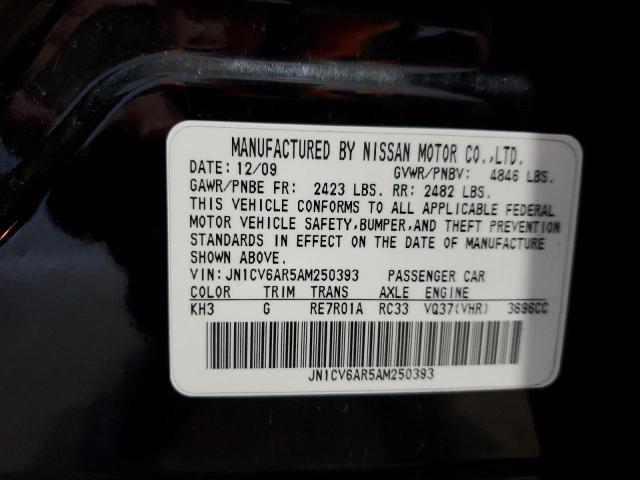 MANUFACTURED BY NISSAN MOTOR CO.,LTD.
DATE: 12/09 GVWR/PNBV: 4846 LBS.
GAWR/PNBE FR: 2423 LBS. RR: 2482 LBS.
THIS VEHICLE CONFORMS TO ALL APPLICABLE FEDERAL
MOTOR VEHICLE SAFETY,BUMPER,AND THEFT PREVENTION
STANDARDS IN EFFECT ON THE DATE OF MANUFACTURE
SHOWN ABOVE.
VIN: JN1CV6AR5AM250393 PASSENGER CAR
COLOR TRIM TRANS AXLE ENGINE
KH3 G RE7R01A RC33 VQ37(VHR) 3696CC
JN1CV6AR5AM250393